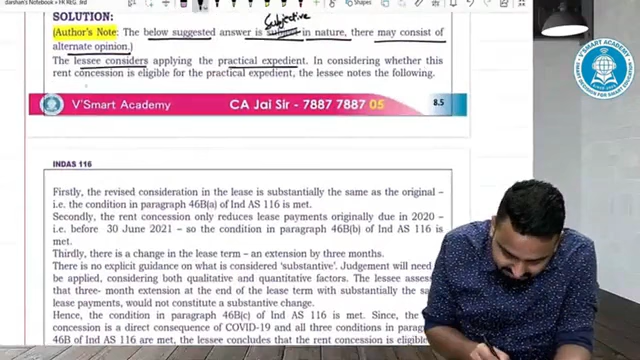 darshan's Notebook » FR REG. 3rd
SOLUTION:
Subjective
(Author's Note: The below suggested answer is subject in nature, there may consist of
alternate opinion.)
The lessee considers applying the practical expedient. In considering whether this
rent concession is eligible for the practical expedient, the lessee notes the following.
V'Smart Academy CA Jai Sir - 7887 7887 05 8.5
INDAS 116
Firstly, the revised consideration in the lease is substantially the same as the original –
i.e. the condition in paragraph 46B(a) of Ind AS 116 is met.
Secondly, the rent concession only reduces lease payments originally due in 2020 –
i.e. before 30 June 2021 – so the condition in paragraph 46B(b) of Ind AS 116 is
met.
Thirdly, there is a change in the lease term – an extension by three months.
There is no explicit guidance on what is considered 'substantive'. Judgement will need
be applied, considering both qualitative and quantitative factors. The lessee assess
that three-month extension at the end of the lease term with substantially the sa
lease payments, would not constitute a substantive change.
Hence, the condition in paragraph 46B(c) of Ind AS 116 is met. Since, the
concession is a direct consequence of COVID-19 and all three conditions in parag
46B of Ind AS 116 are met, the lessee concludes that the rent concession is eligible
V'SMART ACADEMY